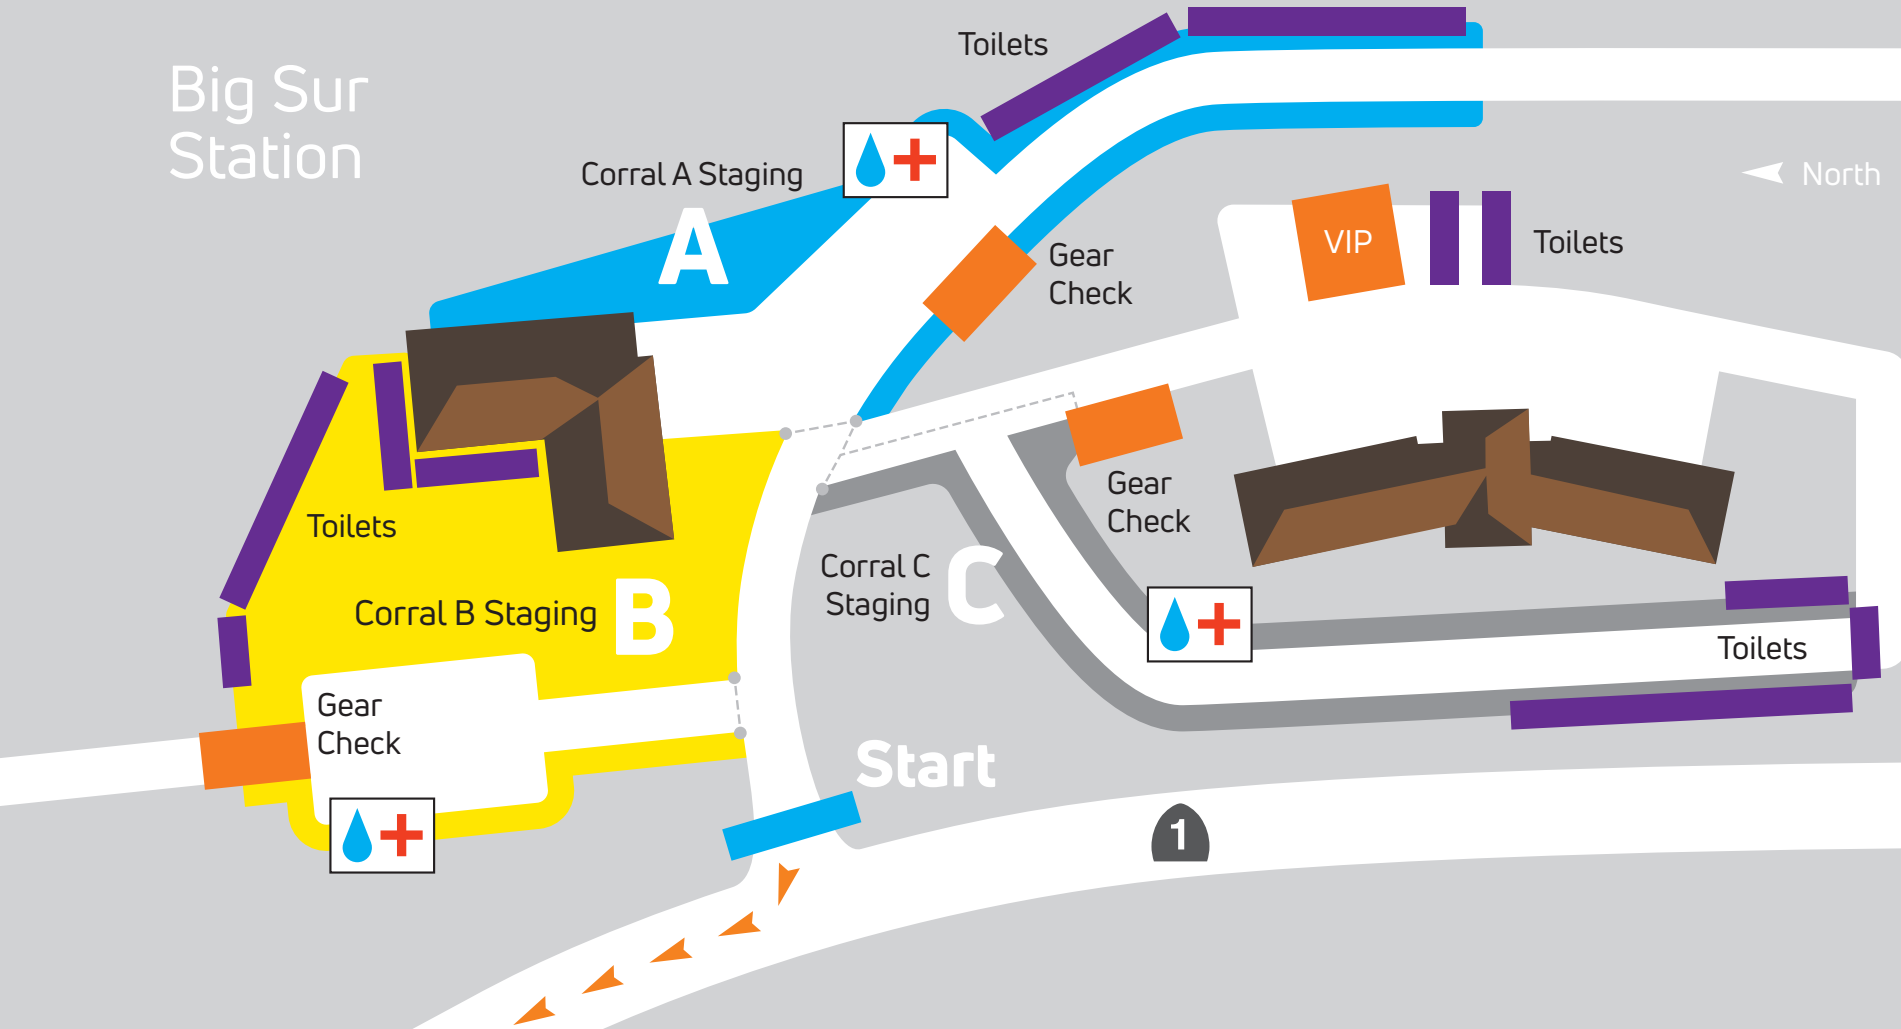 Big Sur
Station
Toilets
Corral A Staging
A
North
Gear
Check
VIP
Toilets
Gear
Check
Toilets
Corral B Staging
B
Corral C
Staging
C
Toilets
Gear
Check
Start
1